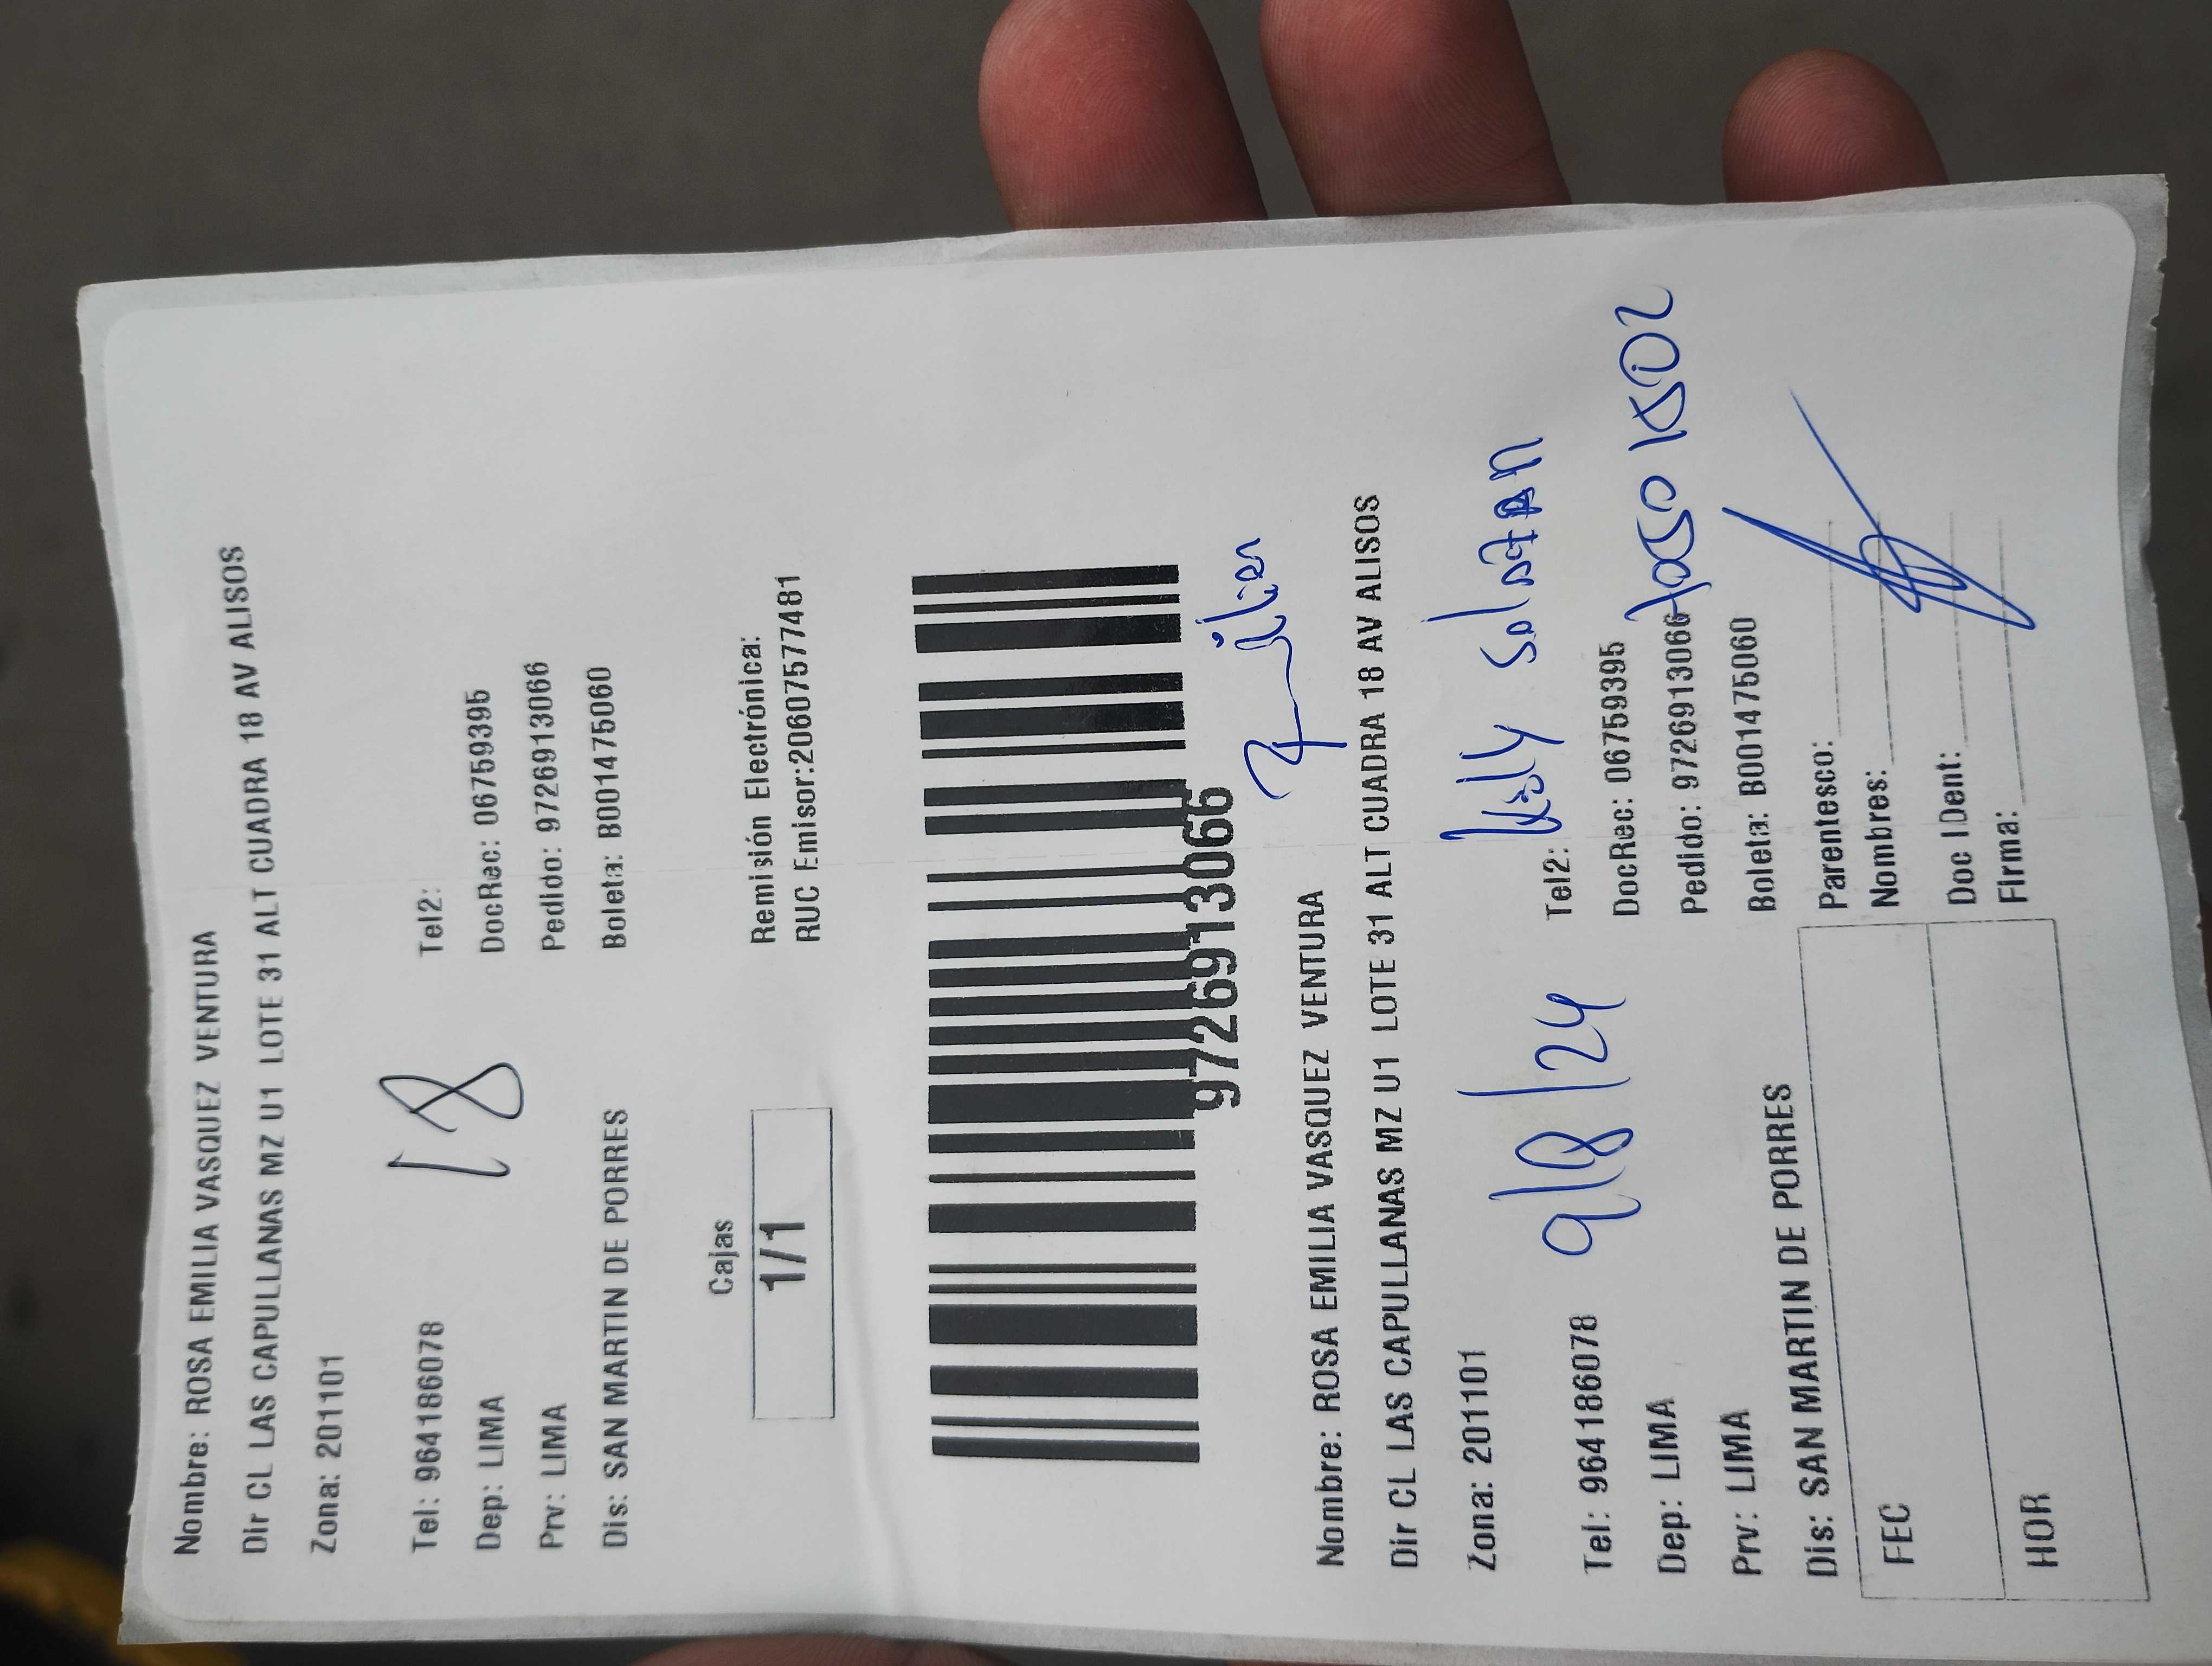 Nombre: ROSA EMILIA VASQUEZ VENTURA
Dir CL LAS CAPULLANAS MZ U1 LOTE 31 ALT CUADRA 18 AV ALISOS
Zona: 201101
18
Tel: 964186078 Tel2:
Dep: LIMA DocRec: 06759395
Prv: LIMA Pedido: 9726913066
Dis: SAN MARTIN DE PORRES Boleta: B001475060
Cajas
1/1
Remisión Electrónica:
RUC Emisor:20607577481
9726913066
Nombre: ROSA EMILIA VASQUEZ VENTURA
Dir CL LAS CAPULLANAS MZ U1 LOTE 31 ALT CUADRA 18 AV ALISOS
Zona: 201101
9/8/24
Kelly
Tel: 964186078 Tel2:
Dep: LIMA DocRec: 06759395
Prv: LIMA Pedido: 9726913066
Dis: SAN MARTIN DE PORRES Boleta: B001475060
FEC
HOR
Parentesco:
Nombres:
Doc IDent:
Firma: